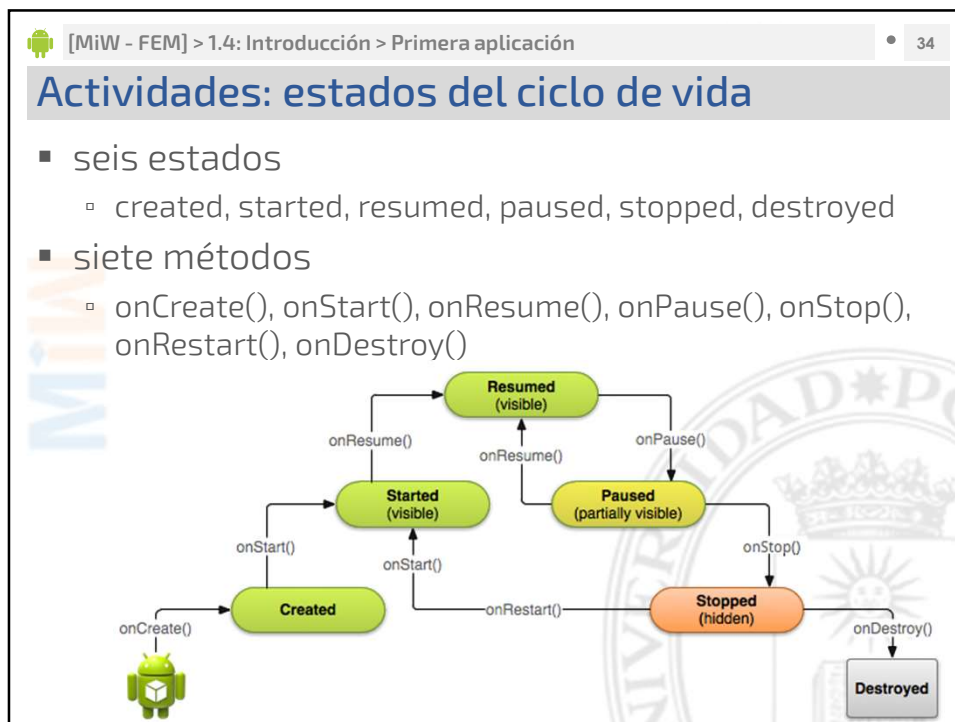 [MiW - FEM] > 1.4: Introducción > Primera aplicación
34
Actividades: estados del ciclo de vida
seis estados
created, started, resumed, paused, stopped, destroyed
siete métodos
onCreate(), onStart(), onResume(), onPause(), onStop(),
onRestart(), onDestroy()
MiW
Resumed
(visible)
onResume()
onResume()
onPause()
Started
(visible)
Paused
(partially visible)
onStart()
onStart()
onStop()
Created
onRestart()
Stopped
(hidden)
onCreate()
onDestroy()
Destroyed